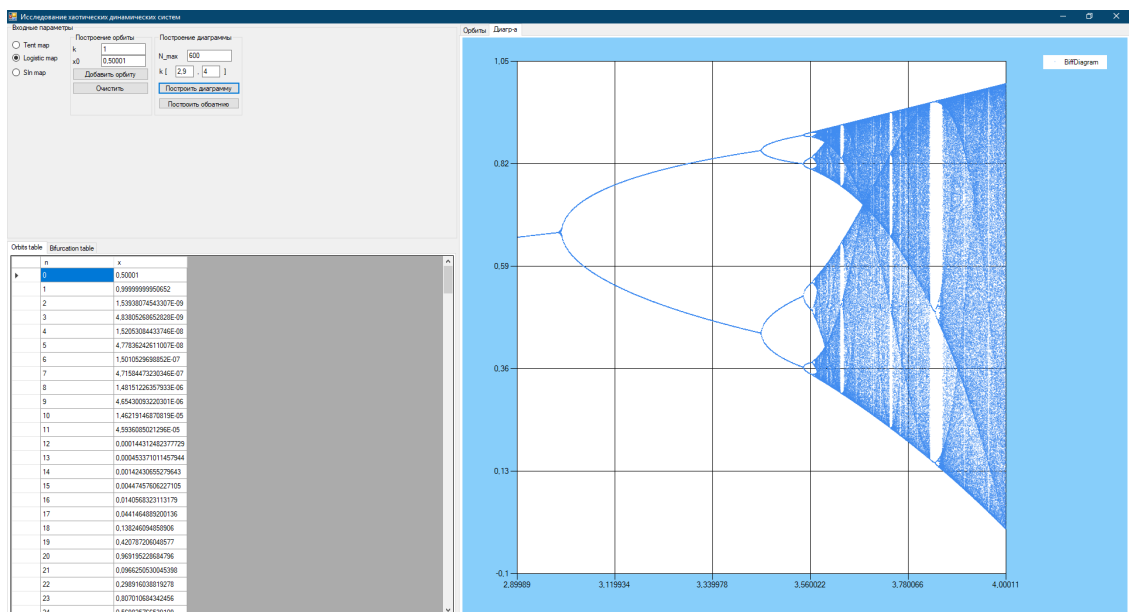 Исследование хаотических динамических систем
Входные параметры
Tent map
Logistic map
SIn map
Построение орбиты
k 1
x0 0,50001
Добавить орбиту
Очистить
Построение диаграммы
N_max 600
k [ 2,9 , 4 ]
Построить диаграмму
Построить обратнию
Orbits table Bifurcation table
n x
0 0,50001
1 0,99999999950652
2 1,53938074543307E-09
3 4,83805268652828E-09
4 1,52053084433746E-08
5 4,77836242611007E-08
6 1,5010529698852E-07
7 4,71584473230346E-07
8 1,48151226357933E-06
9 4,65430093220301E-06
10 1,46219146870819E-05
11 4,5936085021296E-05
12 0,000144312482377729
13 0,000453371011457944
14 0,00142430655279643
15 0,00447457606227105
16 0,0140568323113179
17 0,0441464889200136
18 0,138246094858906
19 0,420787206048577
20 0,969195228684796
21 0,0966250530045398
22 0,298916038819278
23 0,807010684342456
Орбиты Диагр-а
BiffDiagram
1,05
0,82
0,59
0,36
0,13
-0,1
2,89989 3,119934 3,339978 3,560022 3,780066 4,00011